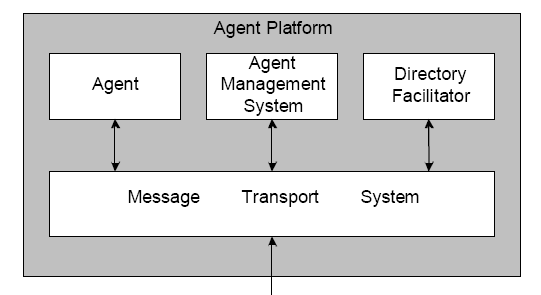 Agent Platform
Agent
Agent
Management
System
Directory
Facilitator
Message Transport System